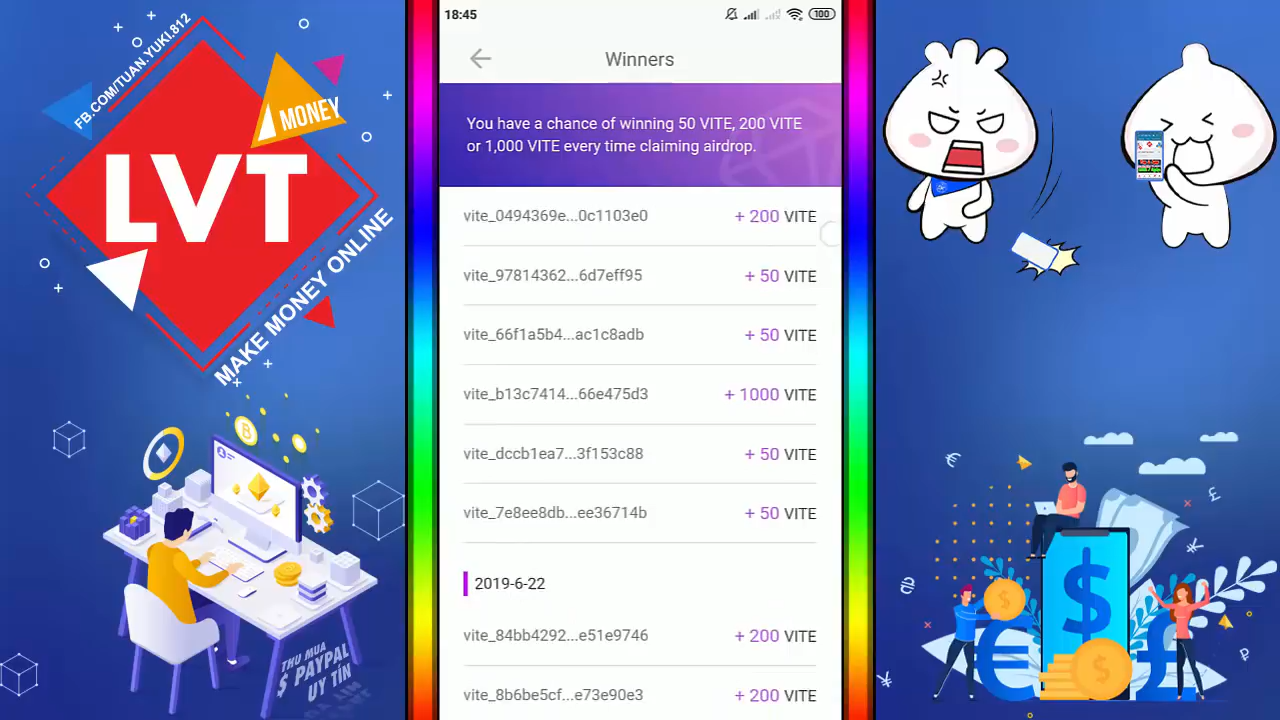 FB.COM/TUAN.YUKI.812
MONEY
LVT
MAKE MONEY ONLINE
THU MUA
$ PAYPAL
UY TÍN
18:45
100
Winners
You have a chance of winning 50 VITE, 200 VITE
or 1,000 VITE every time claiming airdrop.
vite_0494369e...0c1103e0 + 200 VITE
vite_97814362...6d7eff95 + 50 VITE
vite_66f1a5b4...ac1c8adb + 50 VITE
vite_b13c7414...66e475d3 + 1000 VITE
vite_dccb1ea7...3f153c88 + 50 VITE
vite_7e8ee8db...ee36714b + 50 VITE
2019-6-22
vite_84bb4292...e51e9746 + 200 VITE
vite_8b6be5cf...e73e90e3 + 200 VITE